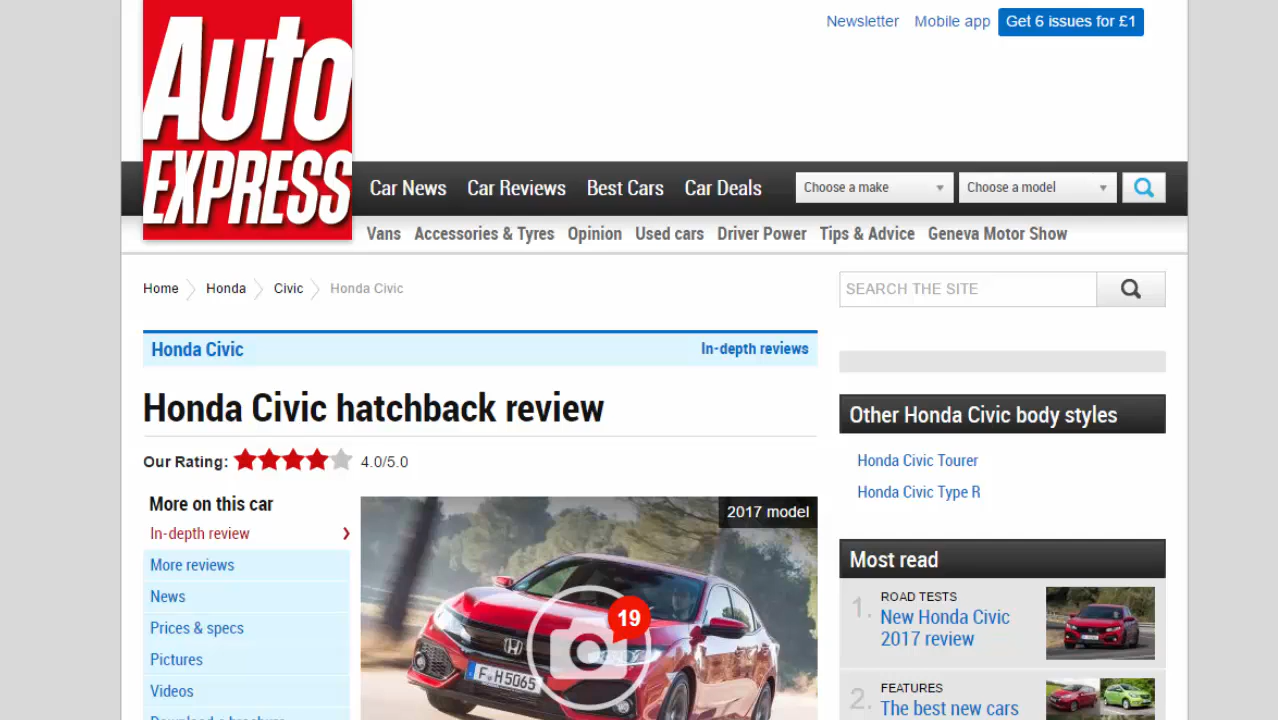 Newsletter Mobile app Get 6 issues for £1
Auto
EXPRESS
Car News Car Reviews Best Cars Car Deals Choose a make Choose a model
Vans Accessories & Tyres Opinion Used cars Driver Power Tips & Advice Geneva Motor Show
Home Honda Civic Honda Civic
SEARCH THE SITE
Honda Civic In-depth reviews
Honda Civic hatchback review
Our Rating: 4.0/5.0
More on this car
In-depth review
More reviews
News
Prices & specs
Pictures
Videos
Download a brochure
2017 model
19
F H 5065
Other Honda Civic body styles
Honda Civic Tourer
Honda Civic Type R
Most read
1. ROAD TESTS
New Honda Civic
2017 review
2. FEATURES
The best new cars